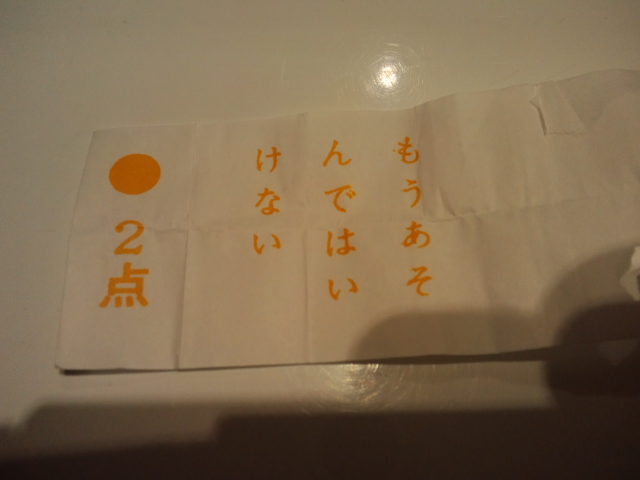 もうあそ
んではい
けない
●2点